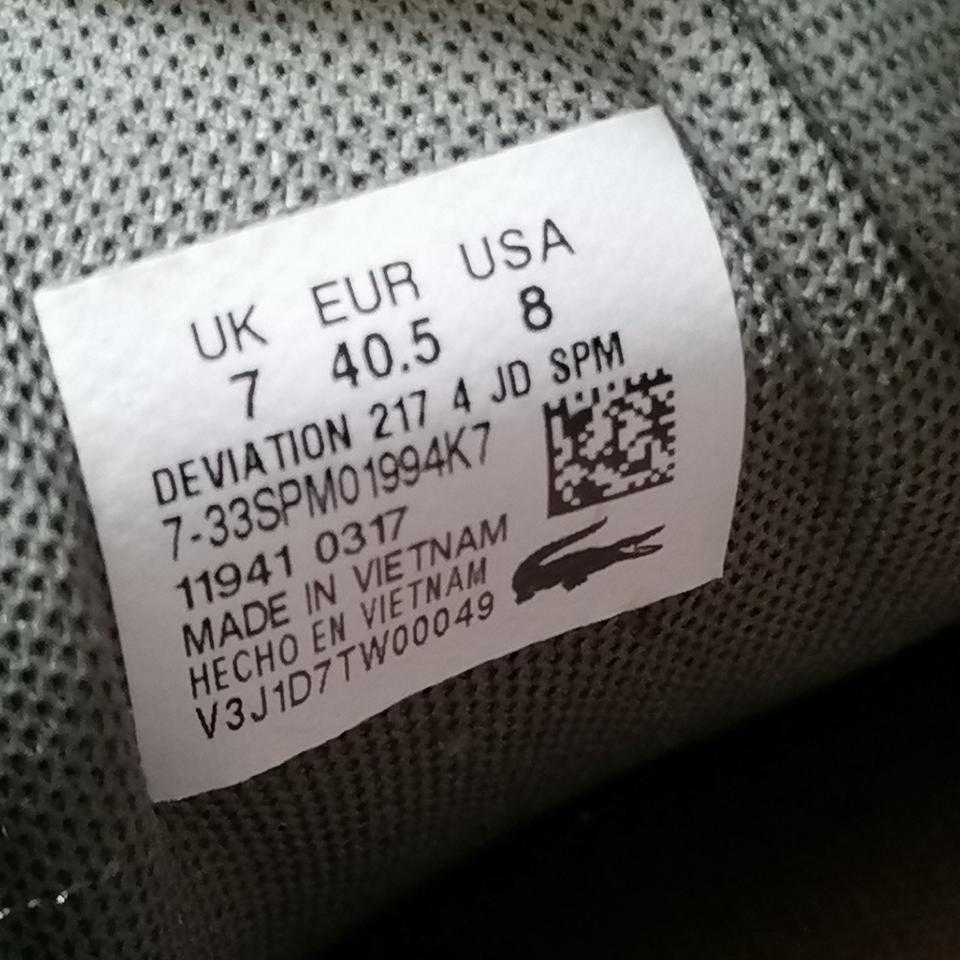 UK EUR USA
7 40.5 8
DEVIATION 217 4 JD SPM
7-33SPM01994K7
11941 0317
MADE IN VIETNAM
HECHO EN VIETNAM
V3J1D7TW00049